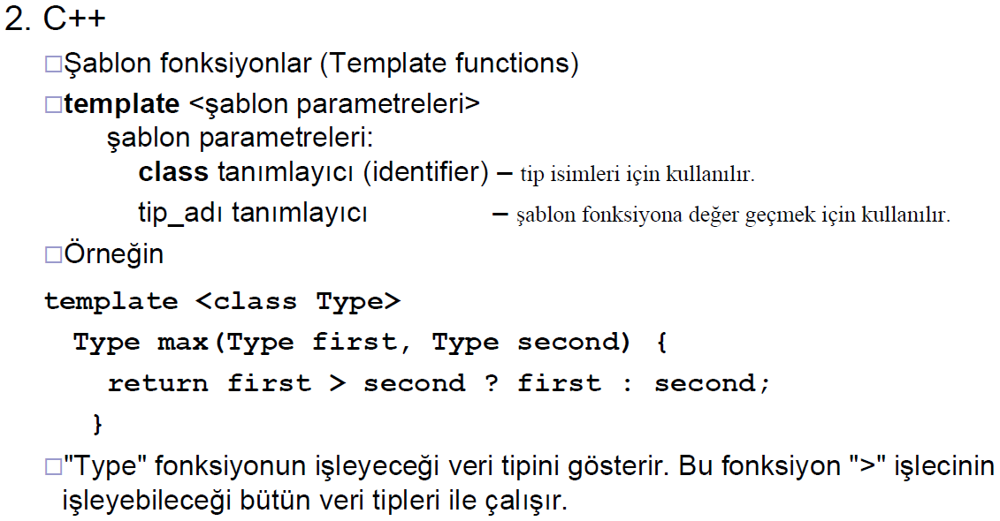 2. C++
□Şablon fonksiyonlar (Template functions)
□template <şablon parametreleri>
şablon parametreleri:
class tanımlayıcı (identifier) – tip isimleri için kullanılır.
tip_adı tanımlayıcı – şablon fonksiyona değer geçmek için kullanılır.
□Örneğin
template <class Type>
Type max(Type first, Type second) {
return first > second ? first : second;
}
□"Type" fonksiyonun işleyeceği veri tipini gösterir. Bu fonksiyon ">" işlecinin
işleyebileceği bütün veri tipleri ile çalışır.